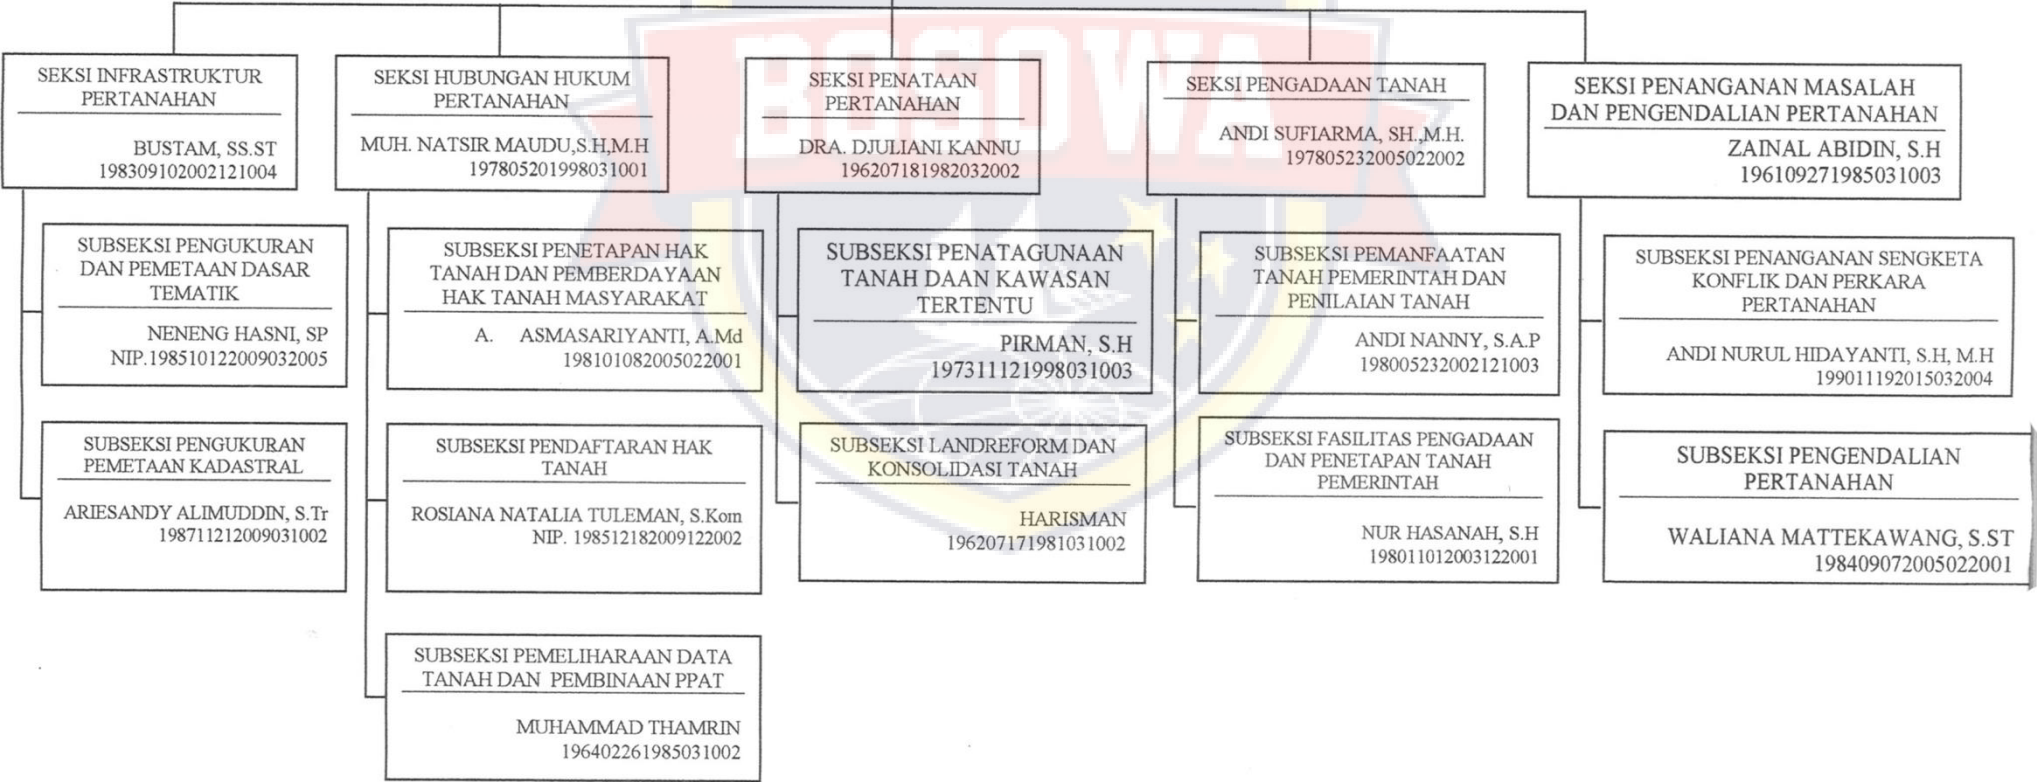 BOSOWA
SEKSI INFRASTRUKTUR
PERTANAHAN
BUSTAM, SS.ST
198309102002121004
SEKSI HUBUNGAN HUKUM
PERTANAHAN
MUH. NATSIR MAUDU,S.H,M.H
197805201998031001
SEKSI PENATAAN
PERTANAHAN
DRA. DJULIANI KANNU
196207181982032002
SEKSI PENGADAAN TANAH
ANDI SUFIARMA, SH.,M.H.
197805232005022002
SEKSI PENANGANAN MASALAH
DAN PENGENDALIAN PERTANAHAN
ZAINAL ABIDIN, S.H
196109271985031003
SUBSEKSI PENGUKURAN
DAN PEMETAAN DASAR
TEMATIK
NENENG HASNI, SP
NIP.198510122009032005
SUBSEKSI PENETAPAN HAK
TANAH DAN PEMBERDAYAAN
HAK TANAH MASYARAKAT
A. ASMASARIYANTI, A.Md
198101082005022001
SUBSEKSI PENATAGUNAAN
TANAH DAAN KAWASAN
TERTENTU
PIRMAN, S.H
197311121998031003
SUBSEKSI PEMANFAATAN
TANAH PEMERINTAH DAN
PENILAIAN TANAH
ANDI NANNY, S.A.P
198005232002121003
SUBSEKSI PENANGANAN SENGKETA
KONFLIK DAN PERKARA
PERTANAHAN
ANDI NURUL HIDAYANTI, S.H, M.H
199011192015032004
SUBSEKSI PENGUKURAN
PEMETAAN KADASTRAL
ARIESANDY ALIMUDDIN, S.Tr
198711212009031002
SUBSEKSI PENDAFTARAN HAK
TANAH
ROSIANA NATALIA TULEMAN, S.Kom
NIP. 198512182009122002
SUBSEKSI LANDREFORM DAN
KONSOLIDASI TANAH
HARISMAN
196207171981031002
SUBSEKSI FASILITAS PENGADAAN
DAN PENETAPAN TANAH
PEMERINTAH
NUR HASANAH, S.H
198011012003122001
SUBSEKSI PENGENDALIAN
PERTANAHAN
WALIANA MATTEKAWANG, S.ST
198409072005022001
SUBSEKSI PEMELIHARAAN DATA
TANAH DAN PEMBINAAN PPAT
MUHAMMAD THAMRIN
196402261985031002